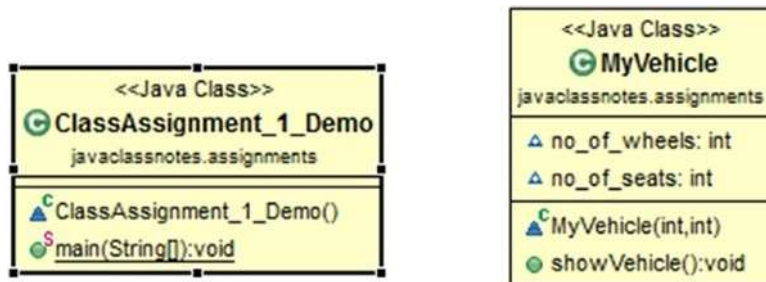 <<Java Class>>
ClassAssignment_1_Demo
javaclassnotes.assignments
ClassAssignment_1_Demo()
main(String[]):void
<<Java Class>>
MyVehicle
javaclassnotes.assignments
no_of_wheels: int
no_of_seats: int
MyVehicle(int,int)
showVehicle():void